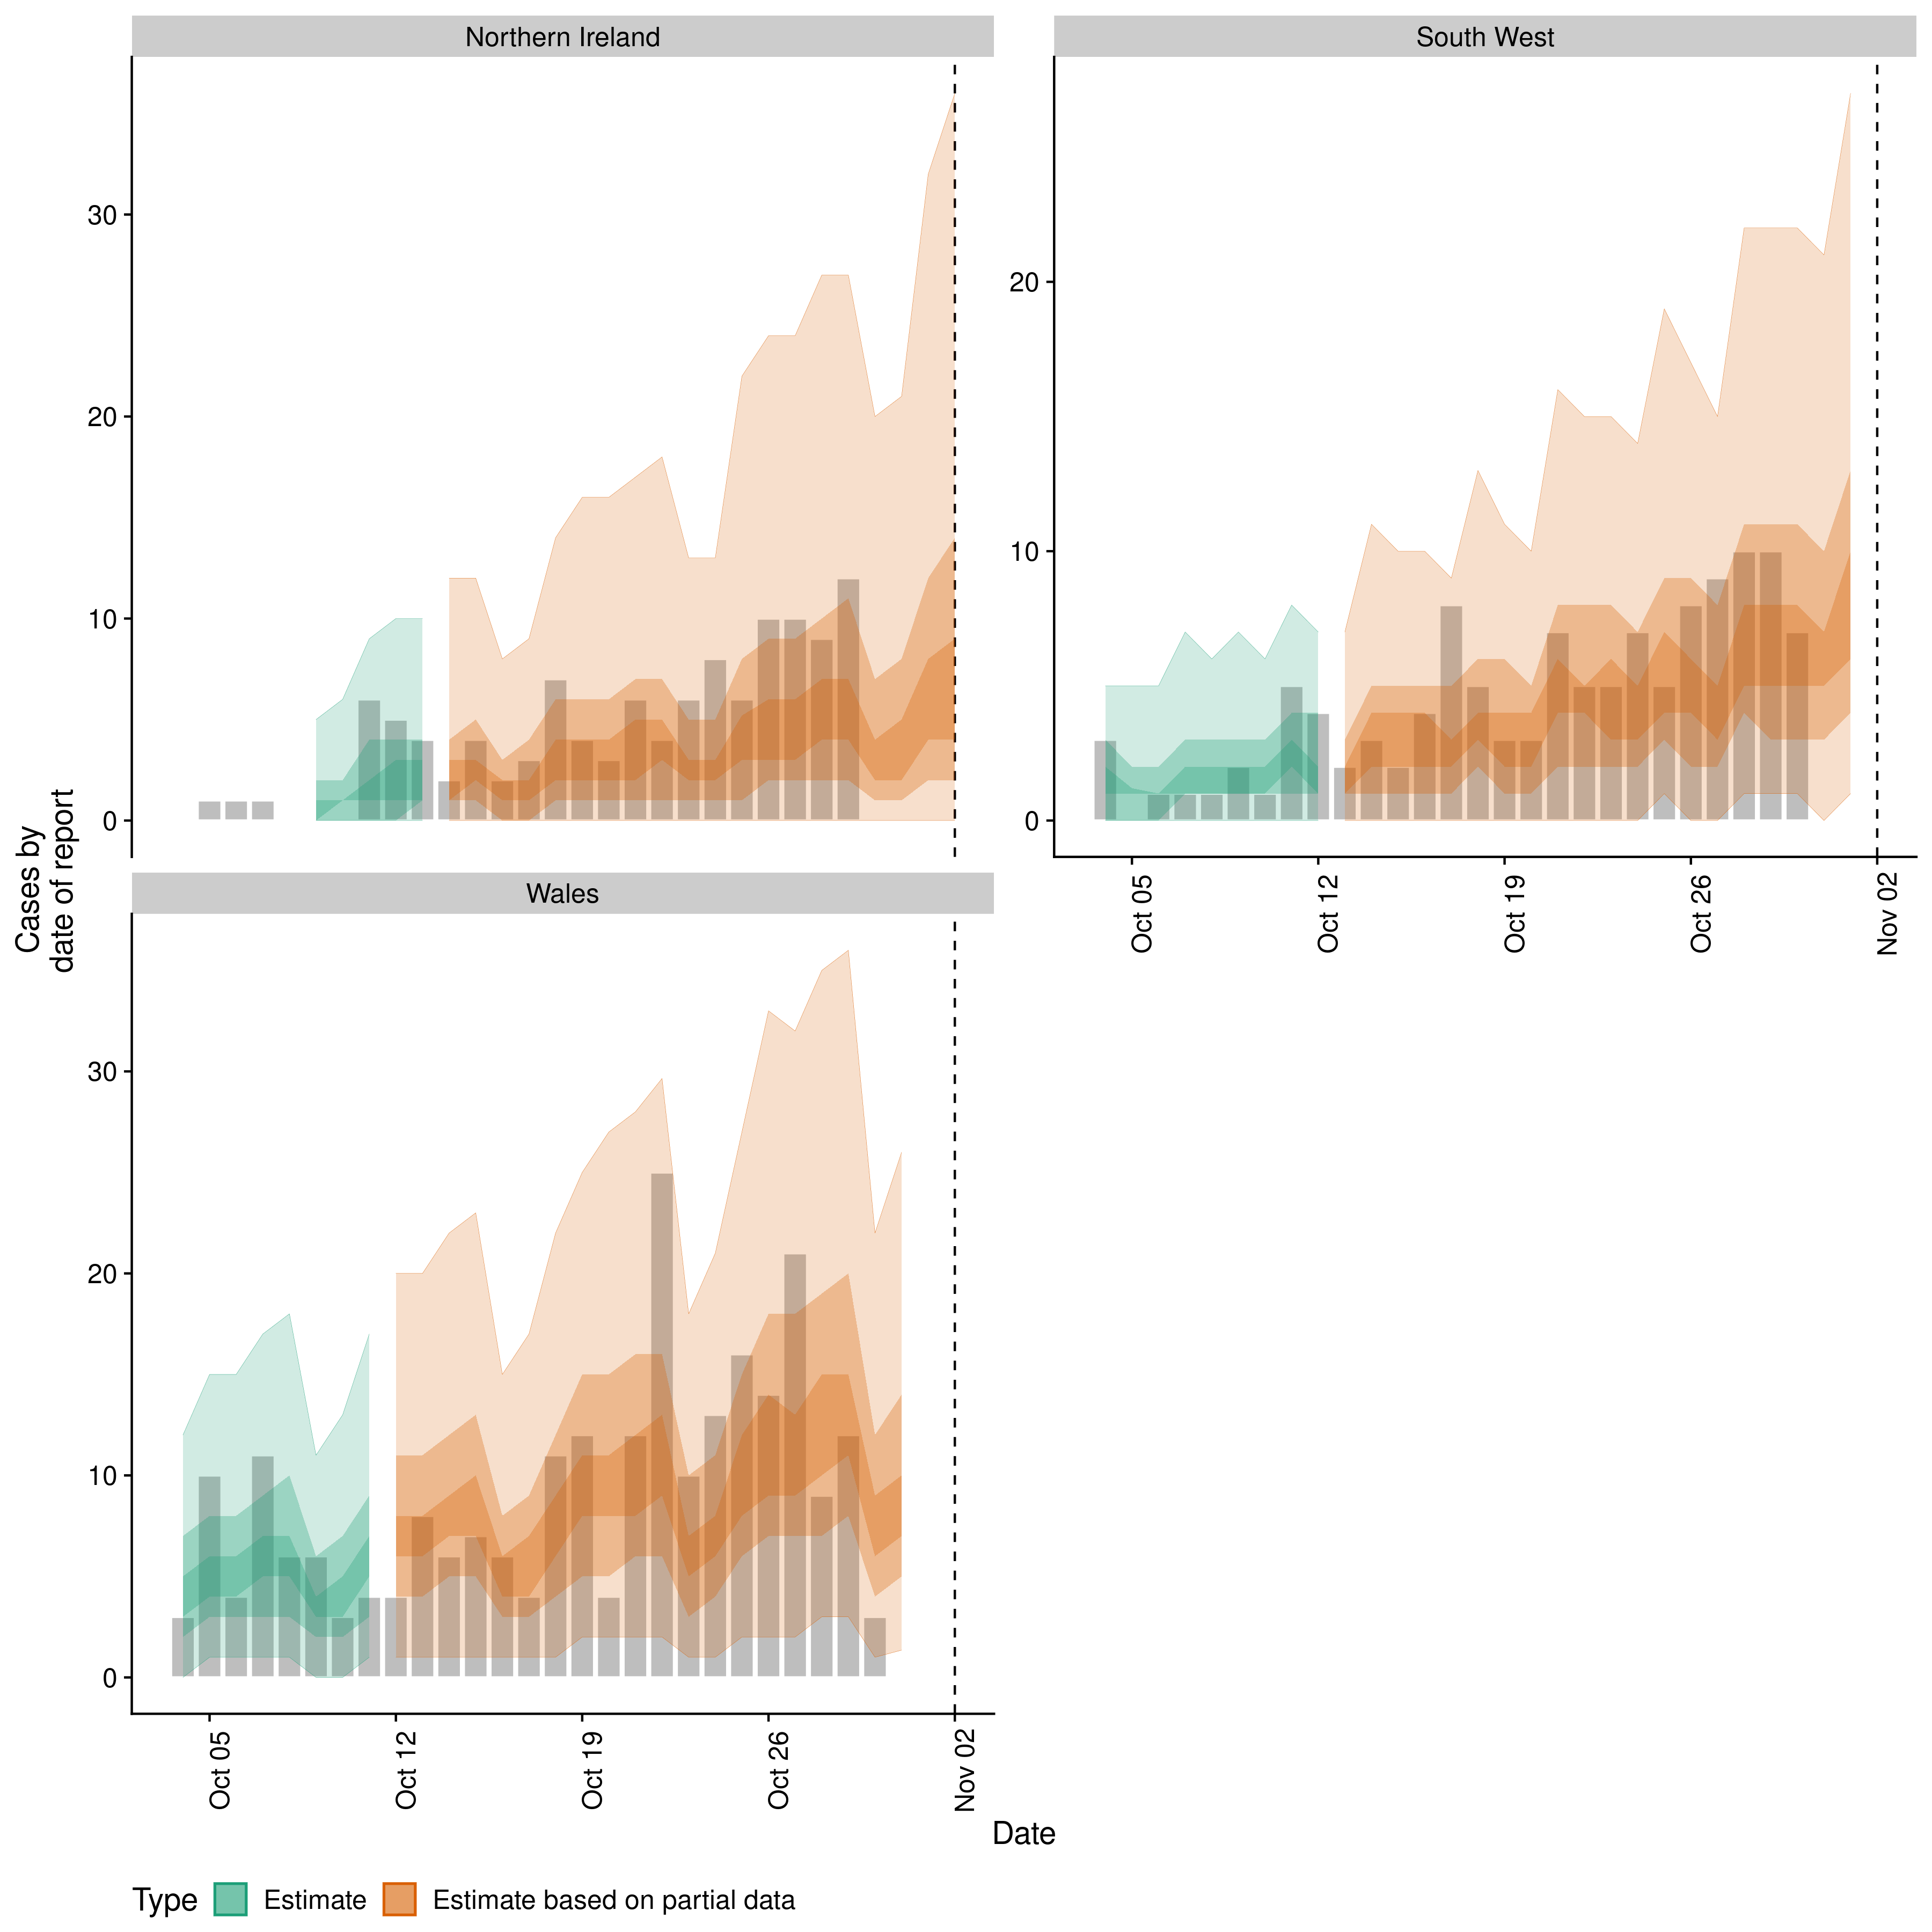 Northern Ireland
South West
30
20
10
0
20
10
0
Oct 05
Oct 12
Oct 19
Oct 26
Nov 02
Cases by
date of report
Wales
30
20
10
0
Oct 05
Oct 12
Oct 19
Oct 26
Nov 02
Date
Type
Estimate
Estimate based on partial data